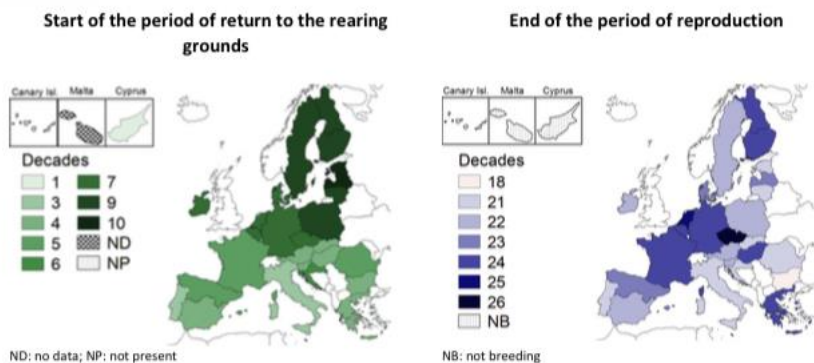 Start of the period of return to the rearing
grounds
Canary Isl. Malta Cyprus
Decades
1 7
3 9
4 10
5 ND
6 NP
ND: no data; NP: not present
End of the period of reproduction
Canary Isl. Malta Cyprus
Decades
18
21
22
23
24
25
26
NB
NB: not breeding